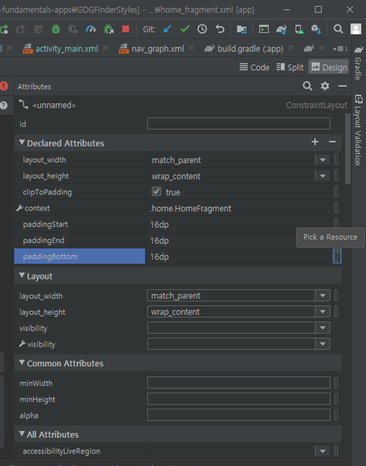 -fundamentals-apps￦GDGFinderStyles] - ...￦home_fragment.xml [app]
Git:
activity_main.xml nav_graph.xml build.gradle (:app)
Code Split Design
Attributes
<unnamed> ConstraintLayout
id
Declared Attributes
layout_width match_parent
layout_height wrap_content
clipToPadding true
context .home.HomeFragment
paddingStart 16dp
paddingEnd 16dp
Pick a Resource
paddingBottom 16dp
Layout
layout_width match_parent
layout_height wrap_content
visibility
visibility
Common Attributes
minWidth
minHeight
alpha
All Attributes
accessibilityLiveRegion
Gradle
Layout Validation